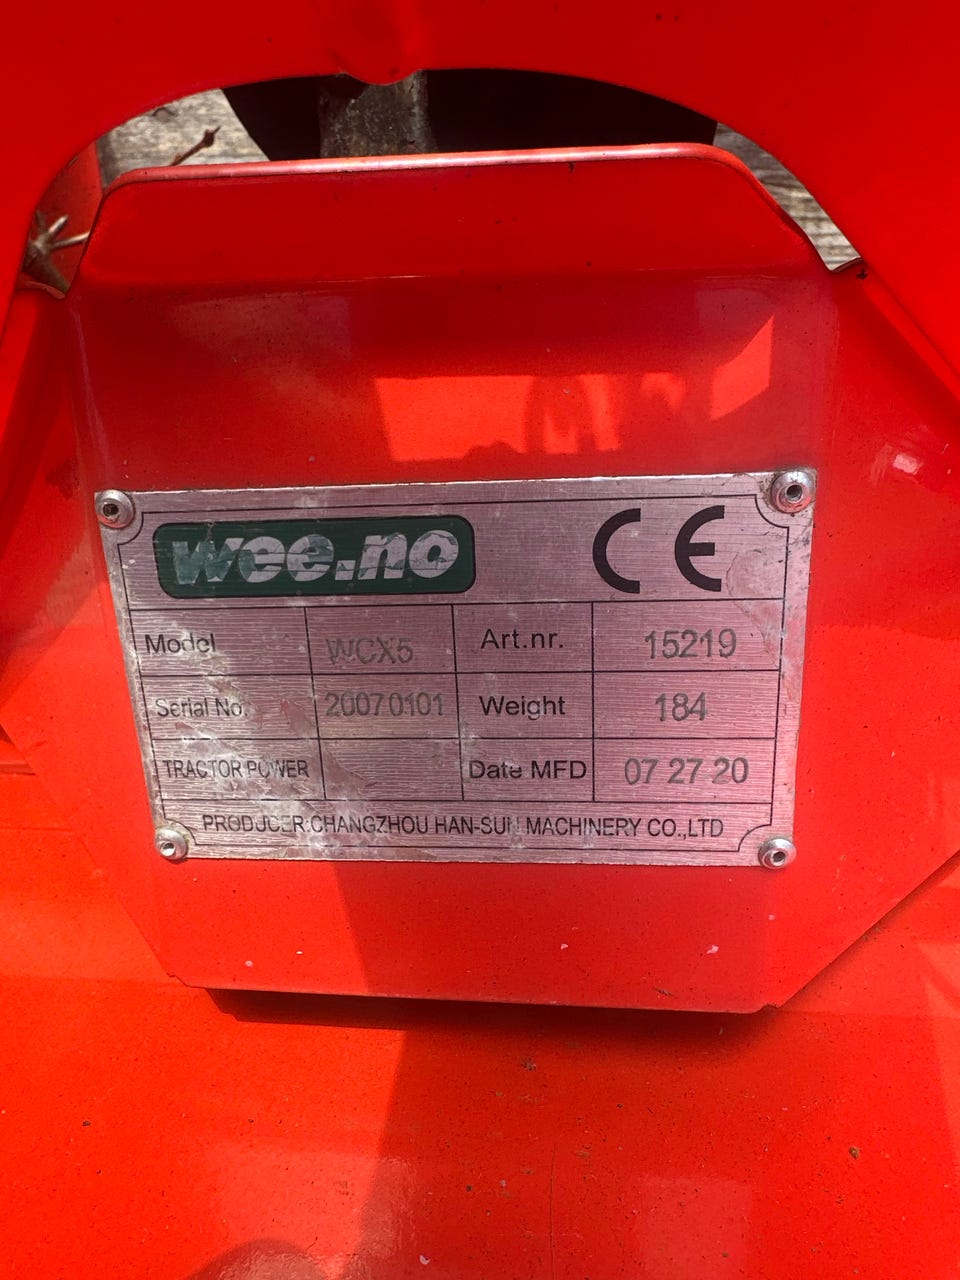 wee.no CE
Model WCX5 Art.nr. 15219
Serial No. 20070101 Weight 184
TRACTOR POWER Date MFD 07 27 20
PRODUCER:CHANGZHOU HAN-SUN MACHINERY CO.,LTD